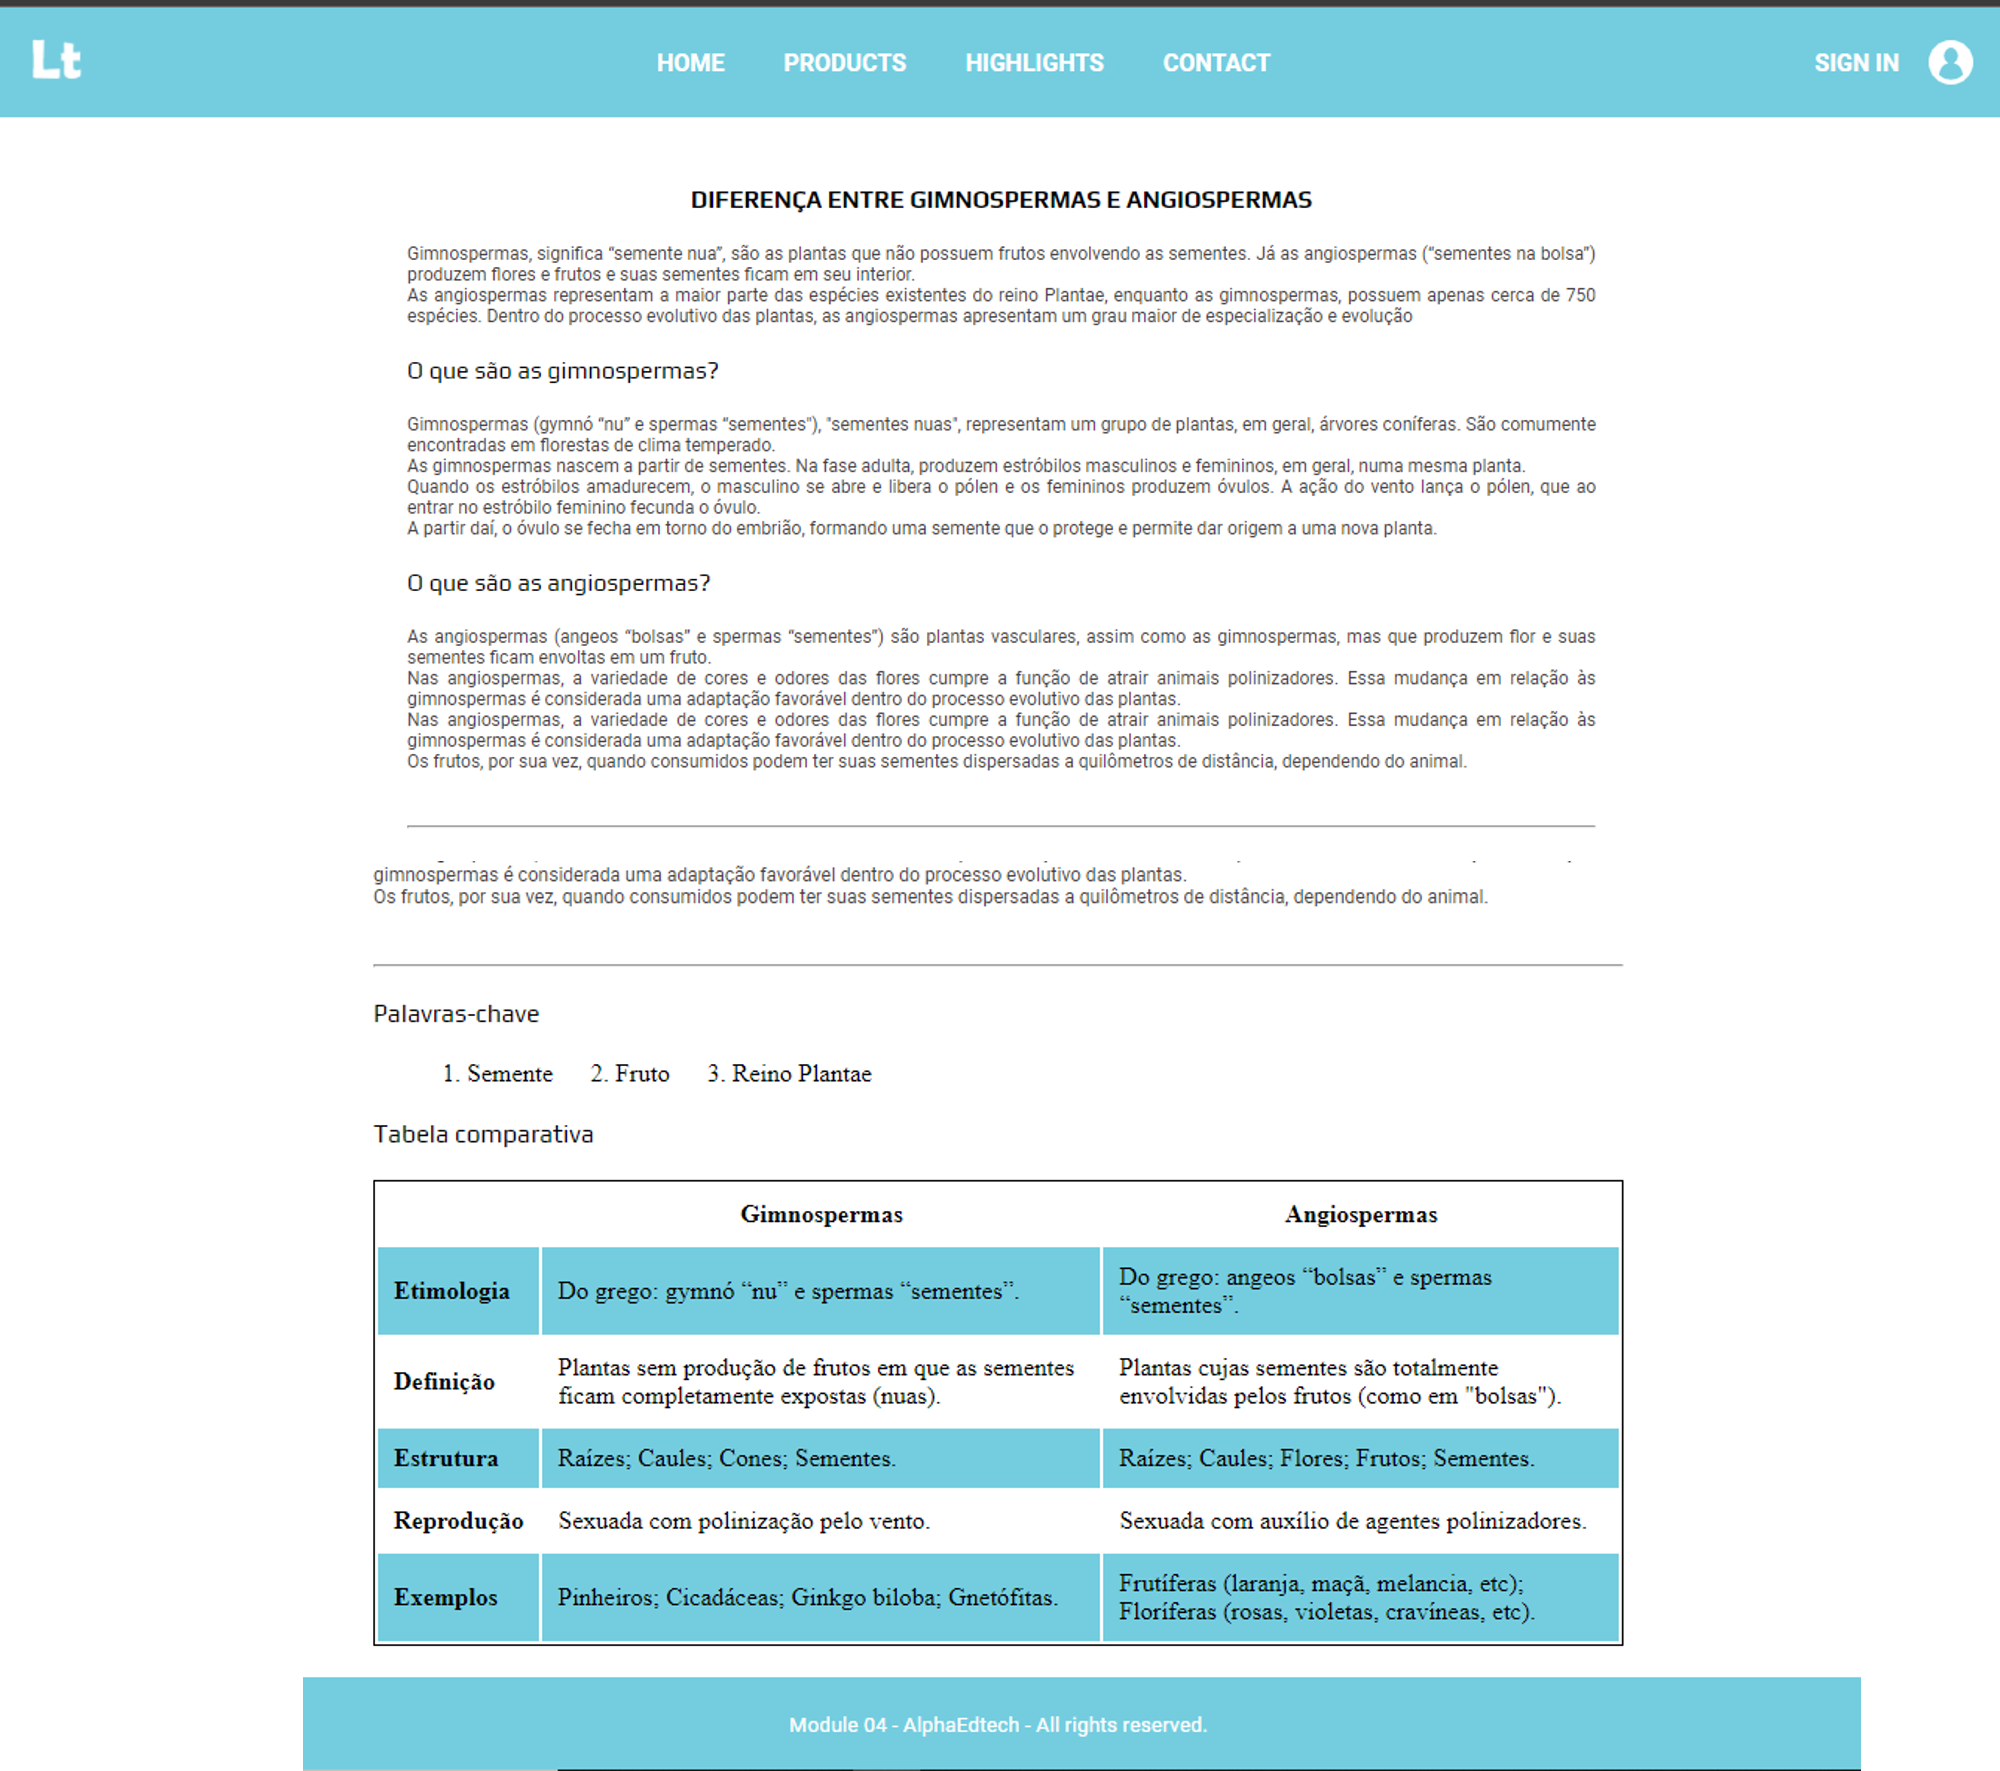 Lt
HOME PRODUCTS HIGHLIGHTS CONTACT SIGN IN
DIFERENÇA ENTRE GIMNOSPERMAS E ANGIOSPERMAS
Gimnospermas, significa “semente nua”, são as plantas que não possuem frutos envolvendo as sementes. Já as angiospermas (“sementes na bolsa”)
produzem flores e frutos e suas sementes ficam em seu interior.
As angiospermas representam a maior parte das espécies existentes do reino Plantae, enquanto as gimnospermas, possuem apenas cerca de 750
espécies. Dentro do processo evolutivo das plantas, as angiospermas apresentam um grau maior de especialização e evolução
O que são as gimnospermas?
Gimnospermas (gymnó “nu” e spermas “sementes"), "sementes nuas", representam um grupo de plantas, em geral, árvores coníferas. São comumente
encontradas em florestas de clima temperado.
As gimnospermas nascem a partir de sementes. Na fase adulta, produzem estróbilos masculinos e femininos, em geral, numa mesma planta.
Quando os estróbilos amadurecem, o masculino se abre e libera o pólen e os femininos produzem óvulos. A ação do vento lança o pólen, que ao
entrar no estróbilo feminino fecunda o óvulo.
A partir daí, o óvulo se fecha em torno do embrião, formando uma semente que o protege e permite dar origem a uma nova planta.
O que são as angiospermas?
As angiospermas (angeos “bolsas” e spermas “sementes”) são plantas vasculares, assim como as gimnospermas, mas que produzem flor e suas
sementes ficam envoltas em um fruto.
Nas angiospermas, a variedade de cores e odores das flores cumpre a função de atrair animais polinizadores. Essa mudança em relação às
gimnospermas é considerada uma adaptação favorável dentro do processo evolutivo das plantas.
Nas angiospermas, a variedade de cores e odores das flores cumpre a função de atrair animais polinizadores. Essa mudança em relação às
gimnospermas é considerada uma adaptação favorável dentro do processo evolutivo das plantas.
Os frutos, por sua vez, quando consumidos podem ter suas sementes dispersadas a quilômetros de distância, dependendo do animal.
gimnospermas é considerada uma adaptação favorável dentro do processo evolutivo das plantas.
Os frutos, por sua vez, quando consumidos podem ter suas sementes dispersadas a quilômetros de distância, dependendo do animal.
Palavras-chave
1. Semente 2. Fruto 3. Reino Plantae
Tabela comparativa
Gimnospermas Angiospermas
Etimologia Do grego: gymnó “nu” e spermas “sementes”. Do grego: angeos “bolsas” e spermas
“sementes”.
Definição Plantas sem produção de frutos em que as sementes
ficam completamente expostas (nuas). Plantas cujas sementes são totalmente
envolvidas pelos frutos (como em "bolsas").
Estrutura Raízes; Caules; Cones; Sementes. Raízes; Caules; Flores; Frutos; Sementes.
Reprodução Sexuada com polinização pelo vento. Sexuada com auxílio de agentes polinizadores.
Exemplos Pinheiros; Cicadáceas; Ginkgo biloba; Gnetófitas. Frutíferas (laranja, maçã, melancia, etc);
Floríferas (rosas, violetas, cravíneas, etc).
Module 04 - AlphaEdtech - All rights reserved.